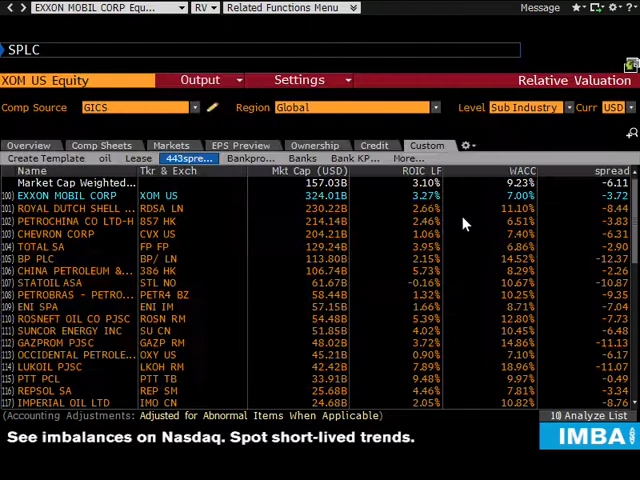 EXXON MOBIL CORP Equ... RV Related Functions Menu Message
SPLC
XOM US Equity Output Settings Relative Valuation
Comp Source GICS Region Global Level Sub Industry Curr USD
Overview Comp Sheets Markets EPS Preview Ownership Credit Custom
Create Template oil Lease 443spre... Bankpro... Banks Bank KP... More...
Name Tkr & Exch Mkt Cap (USD) ROIC LF WACC spread
Market Cap Weighted... 157.03B 3.10% 9.23% -6.11
100) EXXON MOBIL CORP XOM US 324.01B 3.27% 7.00% -3.72
101) ROYAL DUTCH SHELL ... RDSA LN 230.22B 2.66% 11.10% -8.44
102) PETROCHINA CO LTD-H 857 HK 214.14B 2.46% 6.51% -3.83
103) CHEVRON CORP CVX US 204.21B 1.06% 7.40% -6.31
104) TOTAL SA FP FP 129.24B 3.95% 6.86% -2.90
105) BP PLC BP/ LN 113.80B 2.15% 14.52% -12.37
106) CHINA PETROLEUM &... 386 HK 106.74B 5.73% 8.29% -2.26
107) STATOIL ASA STL NO 61.67B -0.16% 10.67% -10.87
108) PETROBRAS - PETRO... PETR4 BZ 58.44B 1.32% 10.25% -9.35
109) ENI SPA ENI IM 57.15B 1.66% 8.71% -7.04
110) ROSNEFT OIL CO PJSC ROSN RM 54.48B 5.39% 12.80% -7.73
111) SUNCOR ENERGY INC SU CN 51.85B 4.02% 10.45% -6.48
112) GAZPROM PJSC GAZP RM 48.02B 3.72% 14.86% -11.13
113) OCCIDENTAL PETROLE... OXY US 45.21B 0.90% 7.10% -6.17
114) LUKOIL PJSC LKOH RM 42.42B 7.89% 18.96% -11.07
115) PTT PCL PTT TB 33.91B 9.48% 9.97% -0.49
116) REPSOL SA REP SM 25.68B 4.46% 7.81% -3.34
117) IMPERIAL OIL LTD IMO CN 24.68B 2.05% 10.82% -8.76
(Accounting Adjustments: Adjusted for Abnormal Items When Applicable) 10) Analyze List
See imbalances on Nasdaq. Spot short-lived trends. IMBA»